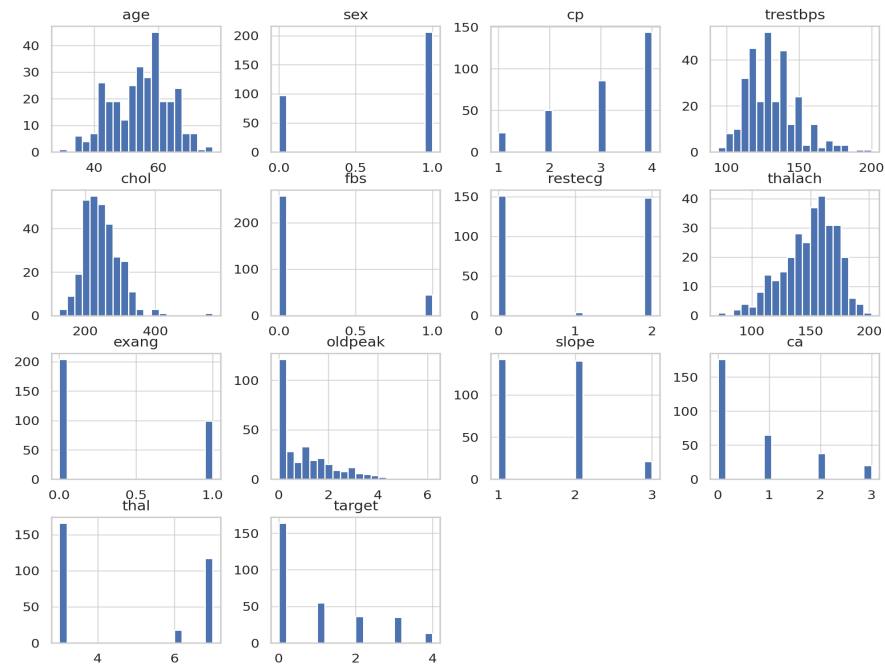 age sex cp trestbps
40 30 20 10 0
40 60
200 150 100 50 0
0.0 0.5 1.0
150 100 50 0
1 2 3 4
40 20 0
100 150 200
chol fbs restecg thalach
40 20 0
200 400
200 100 0
0.0 0.5 1.0
150 100 50 0
0 1 2
40 30 20 10 0
100 150 200
exang oldpeak slope ca
200 150 100 50 0
0.0 0.5 1.0
100 50 0
0 2 4 6
100 50 0
1 2 3
150 100 50 0
0 1 2 3
thal target
150 100 50 0
4 6
150 100 50 0
0 2 4